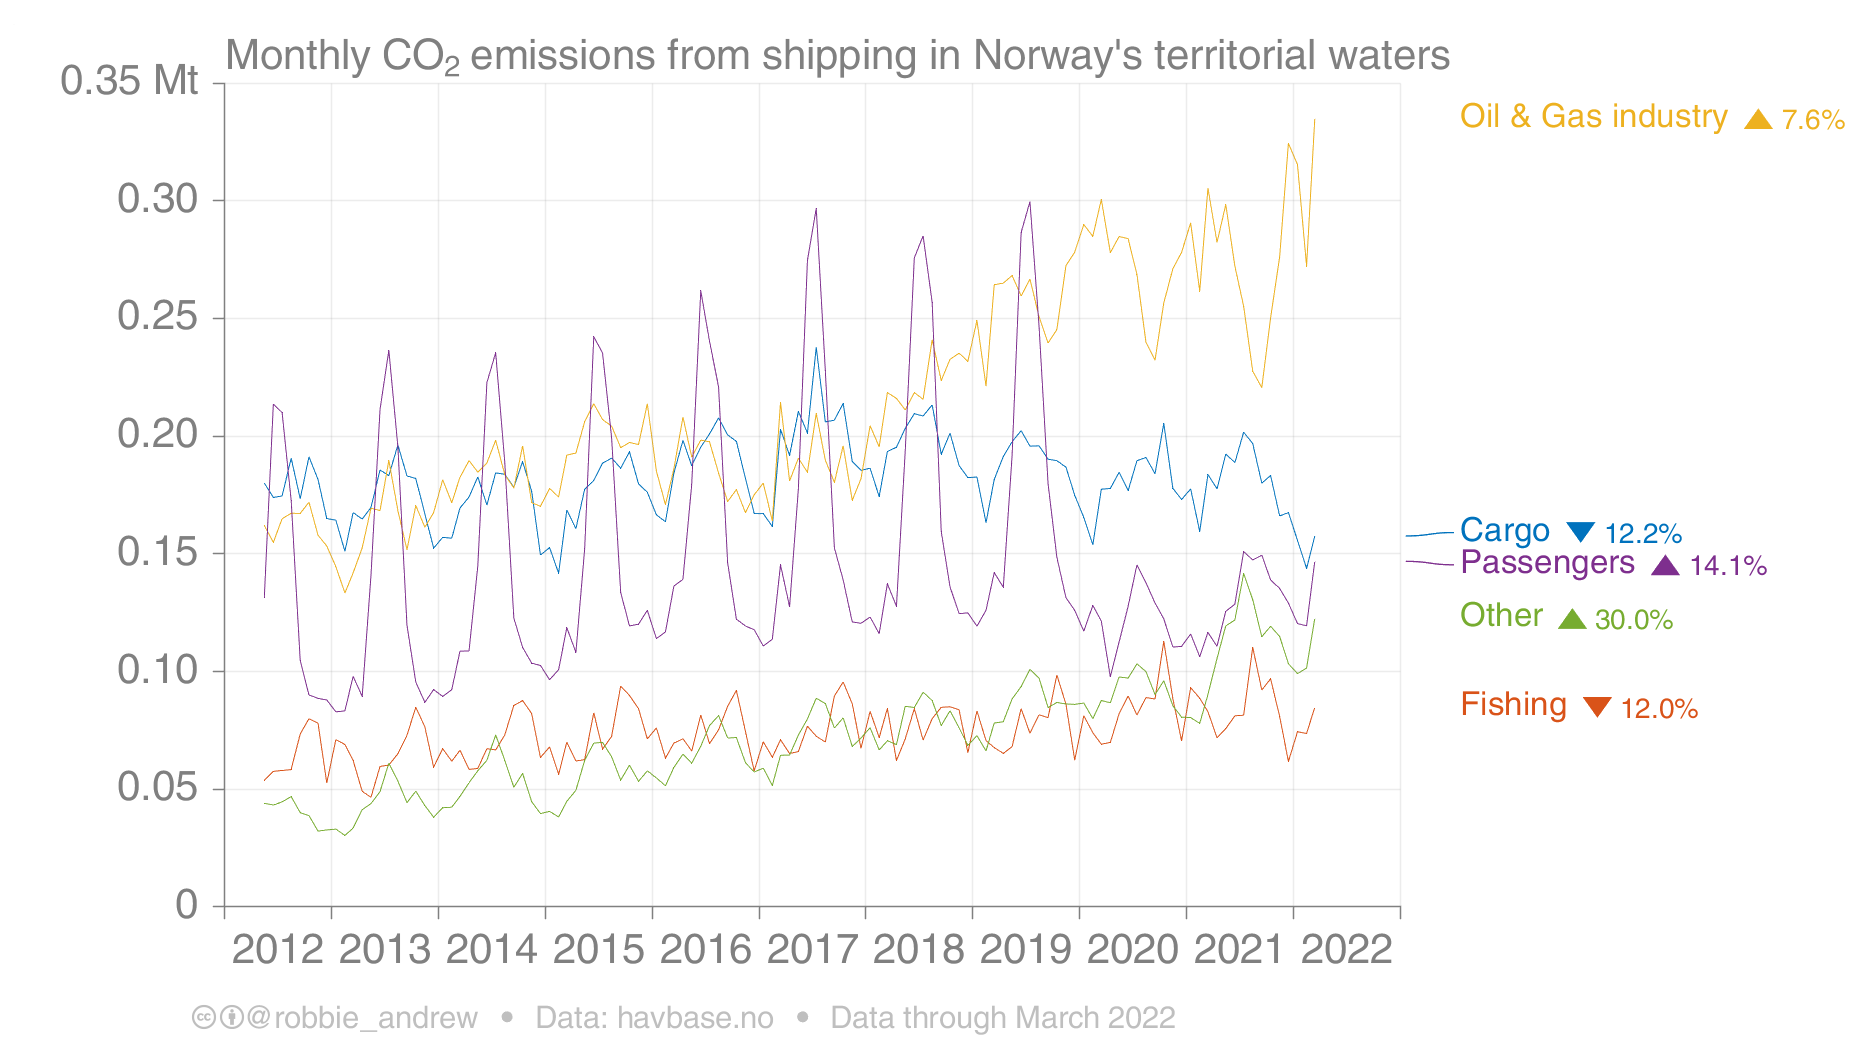 Monthly CO₂ emissions from shipping in Norway's territorial waters
0.35 Mt
0.30
0.25
0.20
0.15
0.10
0.05
0
2012 2013 2014 2015 2016 2017 2018 2019 2020 2021 2022
Oil & Gas industry ▲ 7.6%
Cargo ▼ 12.2%
Passengers ▲ 14.1%
Other ▲ 30.0%
Fishing ▼ 12.0%
@robbie_andrew • Data: havbase.no • Data through March 2022